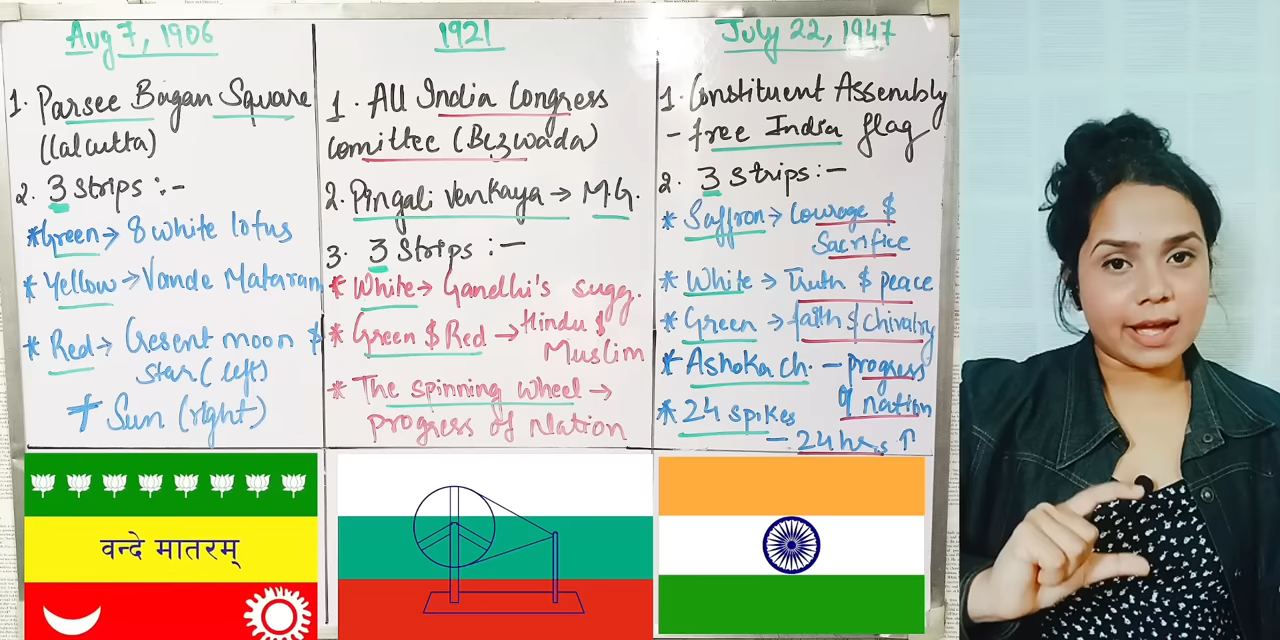 Aug 7, 1906
1. Parsee Bagan Square
(Calcutta)
2. 3 Strips :-
*Green → 8 white lotus
* Yellow → Vande Mataram
* Red → Cresent moon $
star (left)
+ Sun (right)
वन्दे मातरम्
1921
1. All India Congress
Comittee (Bezwada)
2. Pingali Venkaya → M.G.
3. 3 Strips :-
* White → Gandhi's sugg.
* Green $ Red → Hindu $
Muslim
* The spinning wheel →
progress of Nation
July 22, 1947
1. Constituent Assembly
- free India flag
2. 3 Strips :-
* Saffron → Courage $
Sacrifice
* White → Truth $ peace
* Green → faith $ chivalry
* Ashoka ch. - progress
of nation
* 24 spikes
- 24 hrs ↑